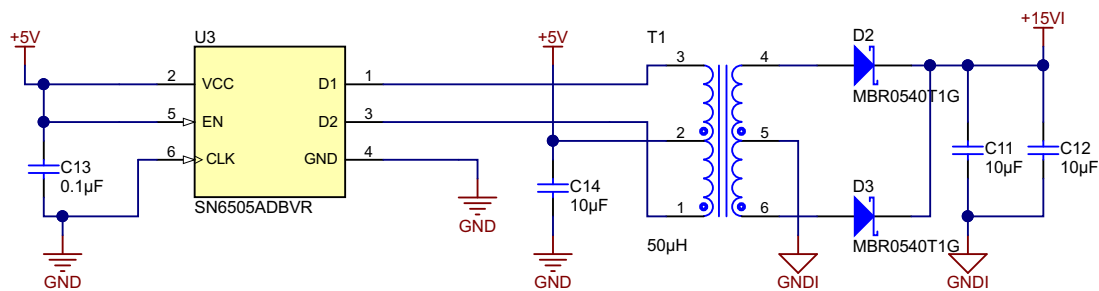 +5V
U3
+5V
T1
D2
+15VI
2
VCC
D1
1
3
4
MBR0540T1G
5
EN
D2
3
2
5
6
CLK
GND
4
C13
0.1µF
C14
10µF
C11
10µF
C12
10µF
D3
SN6505ADBVR
1
6
GND
50µH
MBR0540T1G
GND
GND
GNDI
GNDI